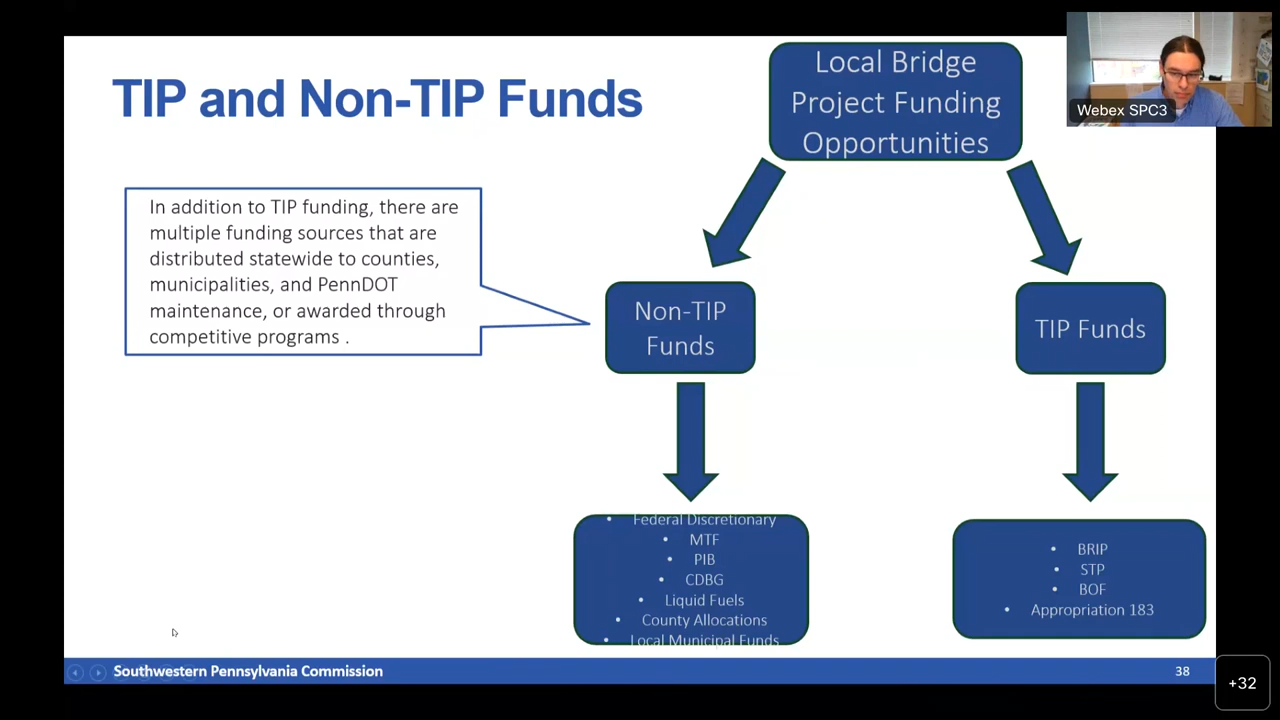 TIP and Non-TIP Funds
Local Bridge
Project Funding
Opportunities
Webex SPC3
In addition to TIP funding, there are
multiple funding sources that are
distributed statewide to counties,
municipalities, and PennDOT
maintenance, or awarded through
competitive programs .
Non-TIP
Funds
TIP Funds
• Federal Discretionary
• MTF
• PIB
• CDBG
• Liquid Fuels
• County Allocations
• Local Municipal Funds
• BRIP
• STP
• BOF
• Appropriation 183
Southwestern Pennsylvania Commission
38
+32